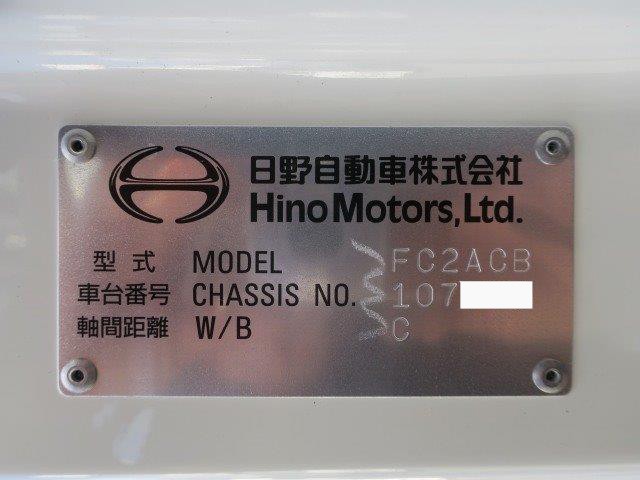 日野自動車株式会社
Hino Motors, Ltd.
型式 MODEL FC2ACB
車台番号 CHASSIS NO. 107
軸間距離 W/B C